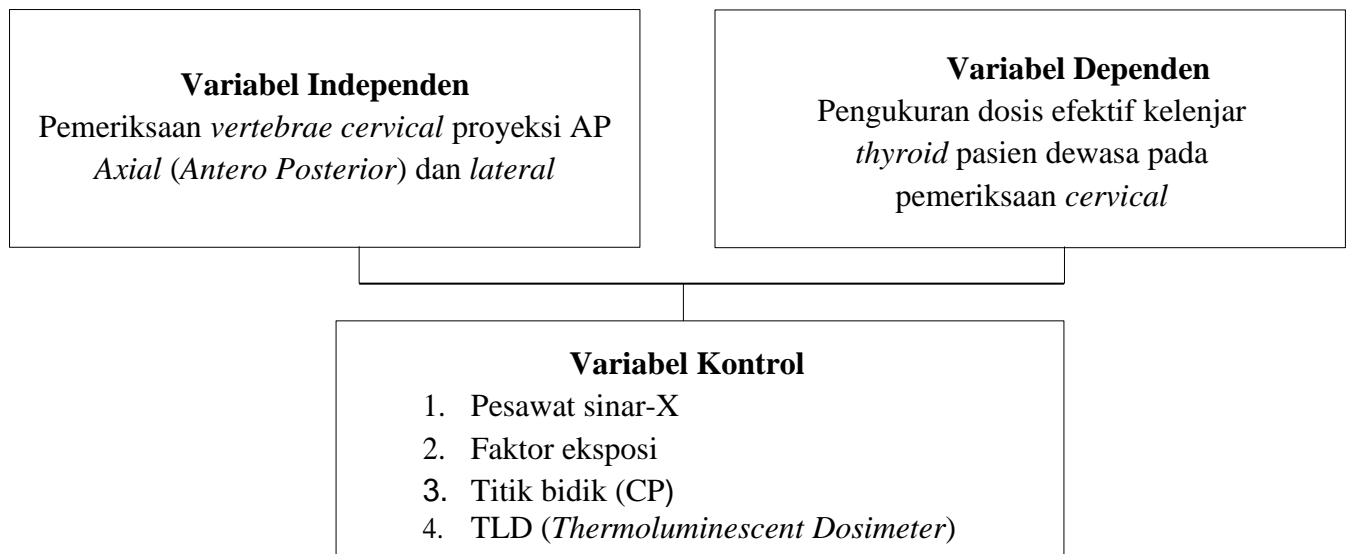 Variabel Independen
Pemeriksaan vertebrae cervical proyeksi AP
Axial (Antero Posterior) dan lateral
Variabel Dependen
Pengukuran dosis efektif kelenjar
thyroid pasien dewasa pada
pemeriksaan cervical
Variabel Kontrol
1. Pesawat sinar-X
2. Faktor eksposi
3. Titik bidik (CP)
4. TLD (Thermoluminescent Dosimeter)